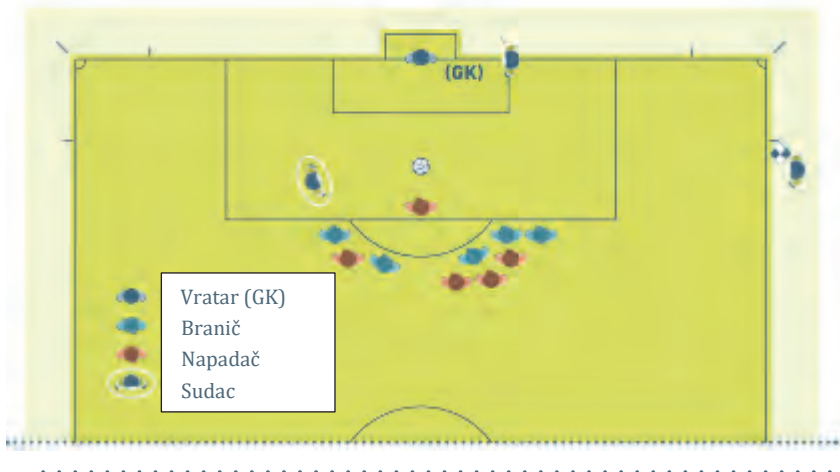 (GK)
Vratar (GK)
Branič
Napadač
Sudac